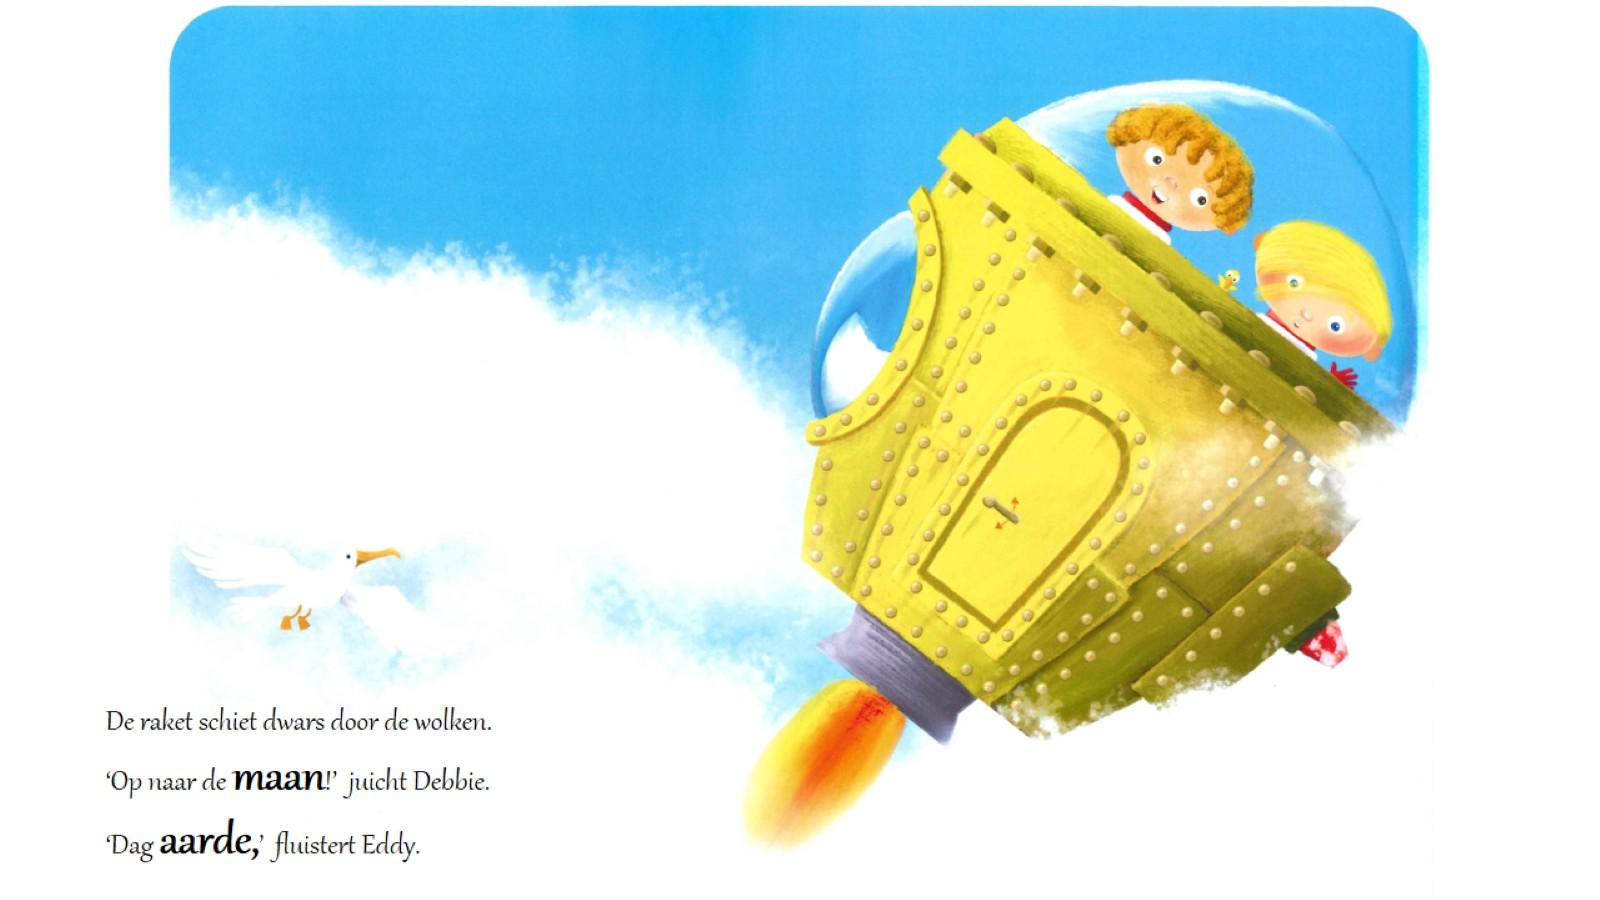 De raket schiet dwars door de wolken.
‘Op naar de maan!’ juicht Debbie.
‘Dag aarde,’ fluistert Eddy.